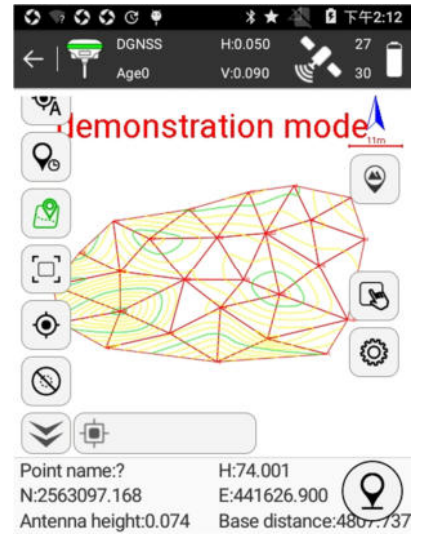 下午2:12
DGNSS H:0.050 27
Age0 V:0.090 30
A
demonstration mode
11m
Point name:? H:74.001
N:2563097.168 E:441626.900
Antenna height:0.074 Base distance:4807.737